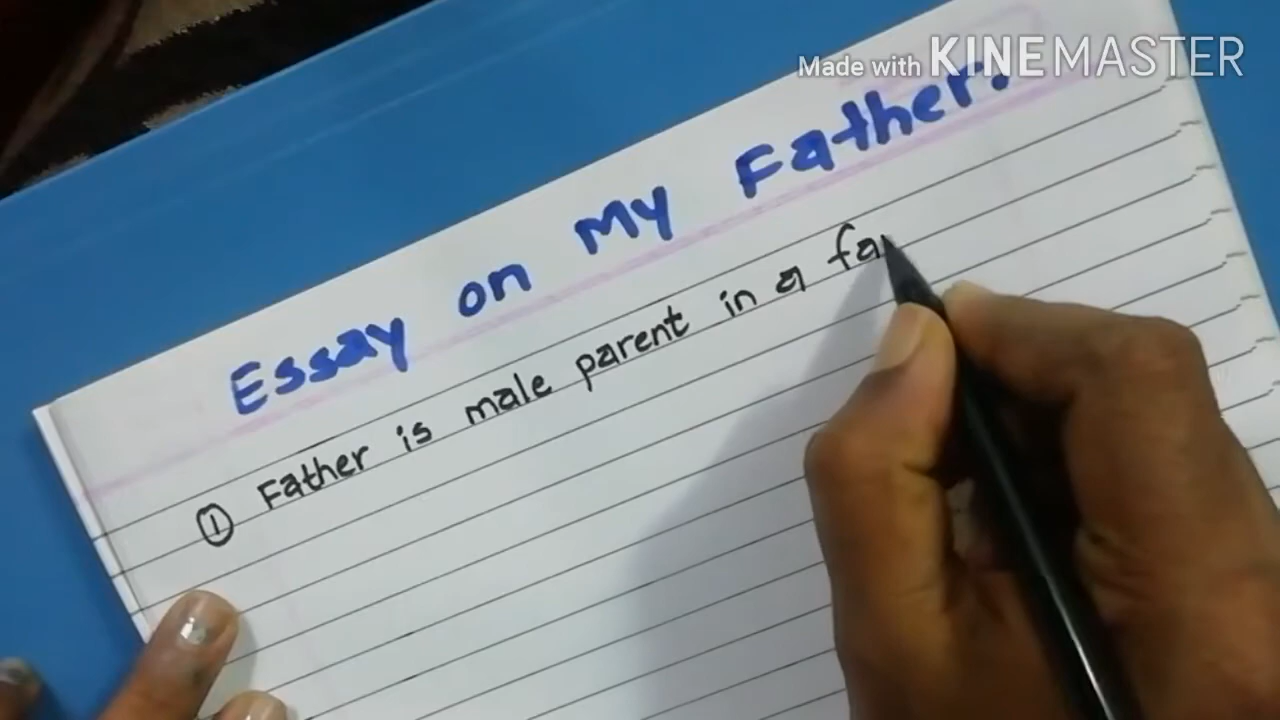 Made with KINEMASTER
Essay on My Father.
① Father is male parent in a fa